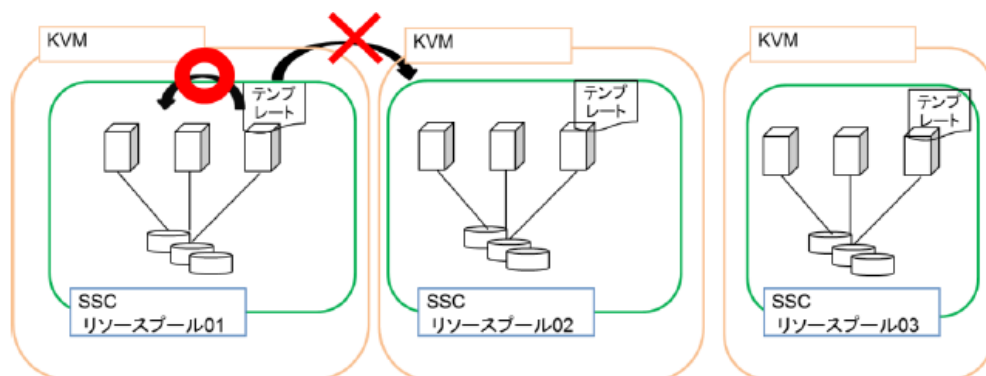 KVM
テンプ
レート
SSC
リソースプール01
KVM
テンプ
レート
SSC
リソースプール02
KVM
テンプ
レート
SSC
リソースプール03